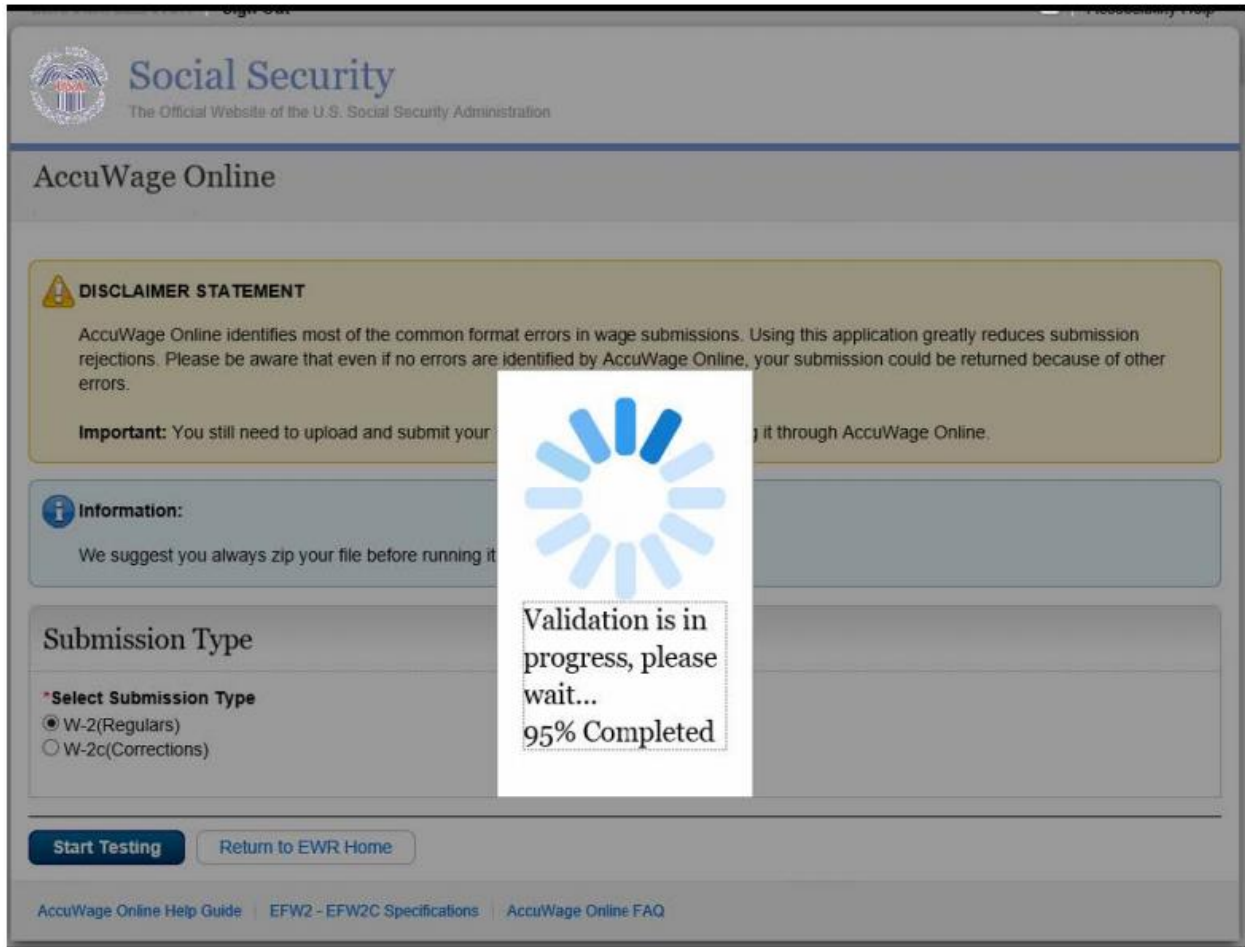 Social Security
The Official Website of the U.S. Social Security Administration
AccuWage Online
DISCLAIMER STATEMENT
AccuWage Online identifies most of the common format errors in wage submissions. Using this application greatly reduces submission
rejections. Please be aware that even if no errors are identified by AccuWage Online, your submission could be returned because of other
errors.
Important: You still need to upload and submit your
it through AccuWage Online.
Information:
We suggest you always zip your file before running it
Validation is in
progress, please
wait...
95% Completed
Submission Type
*Select Submission Type
W-2(Regulars)
W-2c(Corrections)
Start Testing
Return to EWR Home
AccuWage Online Help Guide | EFW2 - EFW2C Specifications | AccuWage Online FAQ